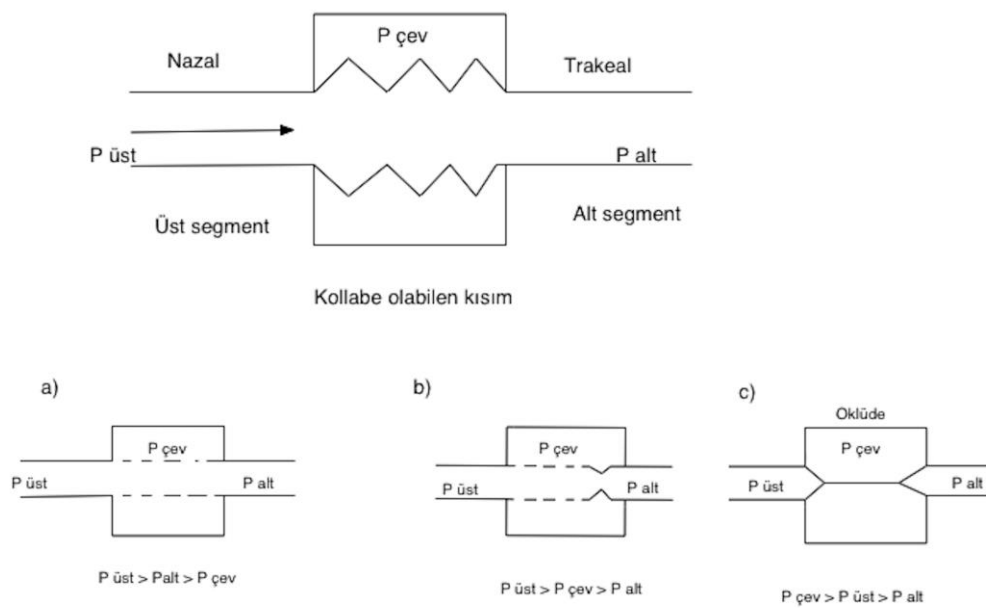 P çev
Nazal
Trakeal
P üst
P alt
Üst segment
Alt segment
Kollabe olabilen kısım
a)
P çev
P üst
P alt
P üst > Palt > P çev
b)
P çev
P üst
P alt
P üst > P çev > P alt
c)
Oklüde
P çev
P üst
P alt
P çev > P üst > P alt